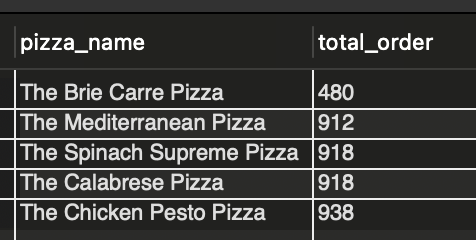 pizza_name total_order
The Brie Carre Pizza 480
The Mediterranean Pizza 912
The Spinach Supreme Pizza 918
The Calabrese Pizza 918
The Chicken Pesto Pizza 938